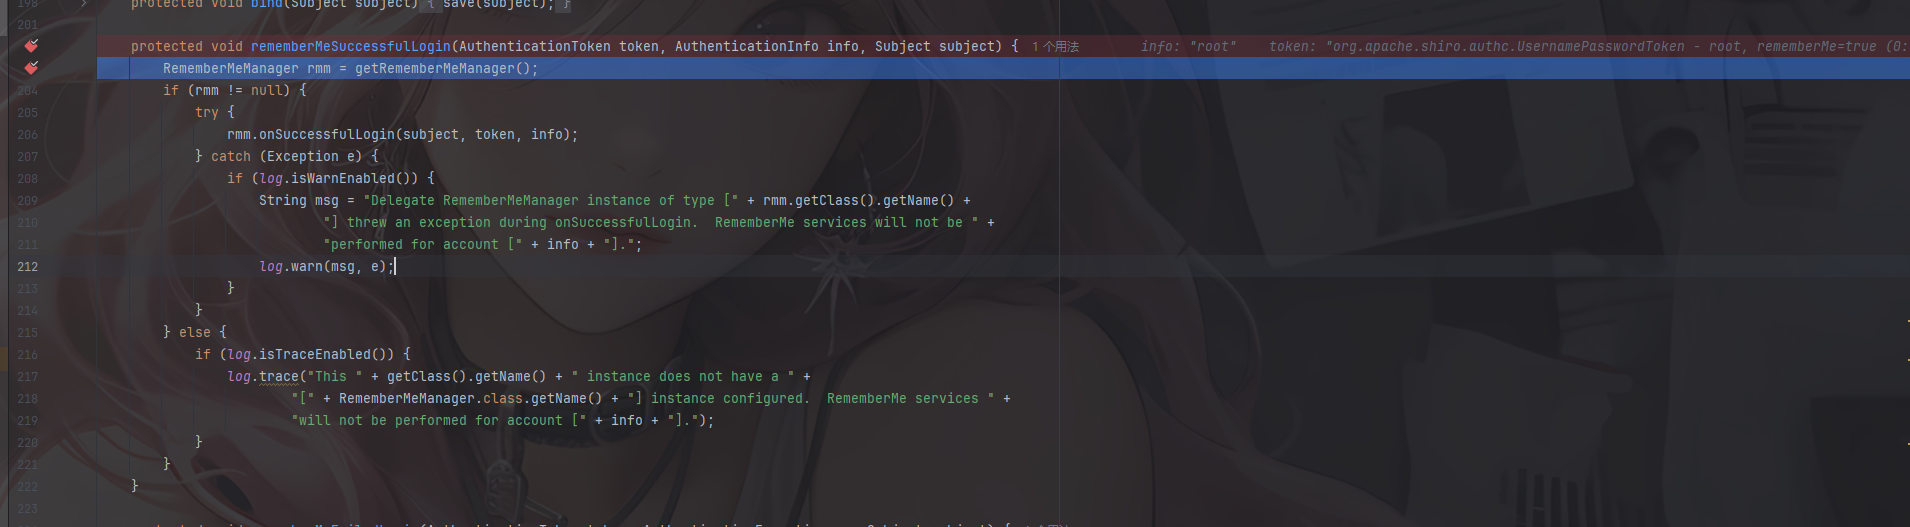 198 protected void bind(Subject subject) { save(subject); }
201
protected void rememberMeSuccessfulLogin(AuthenticationToken token, AuthenticationInfo info, Subject subject) { 1个用法 info: "root" token: "org.apache.shiro.authc.UsernamePasswordToken - root, rememberMe=true (0:
RememberMeManager rmm = getRememberMeManager();
204 if (rmm != null) {
205 try {
206 rmm.onSuccessfulLogin(subject, token, info);
207 } catch (Exception e) {
208 if (log.isWarnEnabled()) {
209 String msg = "Delegate RememberMeManager instance of type [" + rmm.getClass().getName() +
210 "] threw an exception during onSuccessfulLogin.  RememberMe services will not be " +
211 "performed for account [" + info + "].";
212 log.warn(msg, e);
213 }
214 }
215 } else {
216 if (log.isTraceEnabled()) {
217 log.trace("This " + getClass().getName() + " instance does not have a " +
218 "[" + RememberMeManager.class.getName() + "] instance configured.  RememberMe services " +
219 "will not be performed for account [" + info + "].");
220 }
221 }
222 }
223